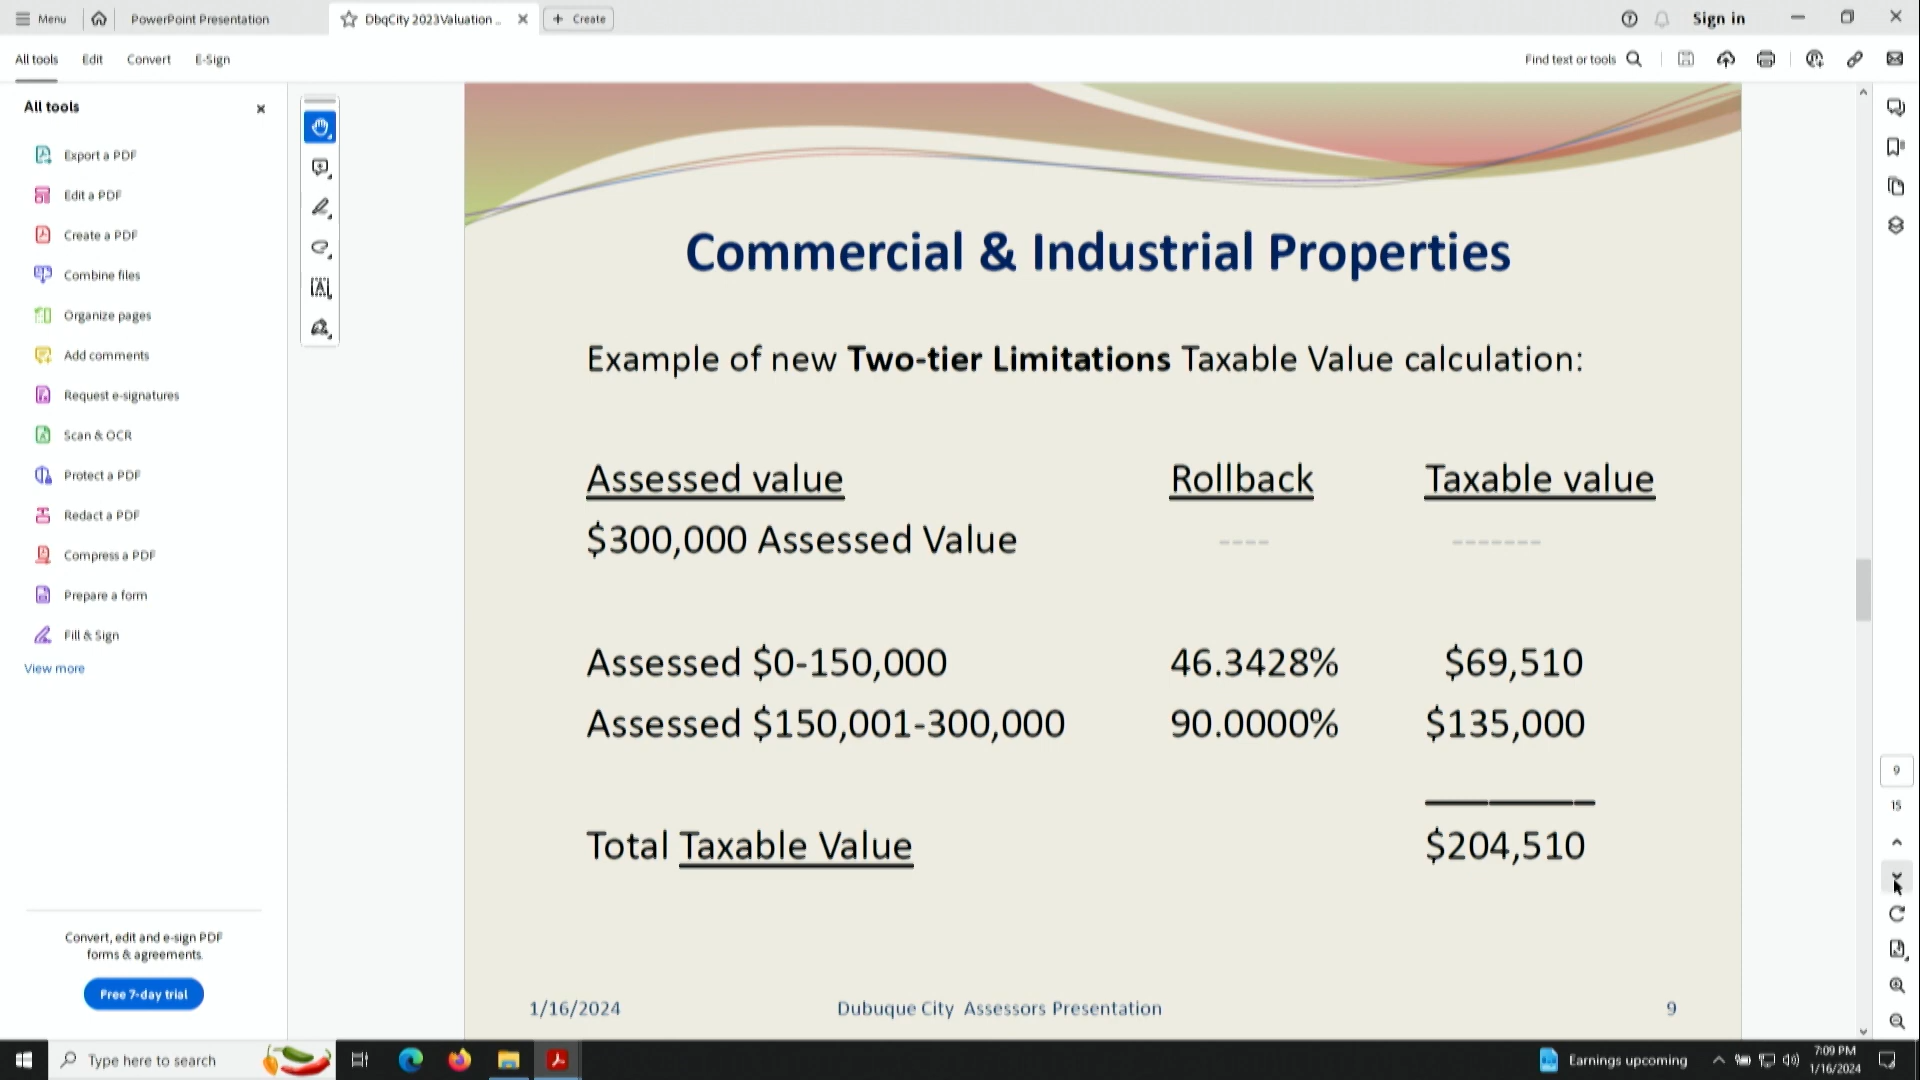 Menu
PowerPoint Presentation
DbqCity 2023Valuation ...
Create
Sign in
All tools
Edit
Convert
E-Sign
Find text or tools
All tools
Export a PDF
Edit a PDF
Create a PDF
Combine files
Organize pages
Add comments
Request e-signatures
Scan & OCR
Protect a PDF
Redact a PDF
Compress a PDF
Prepare a form
Fill & Sign
View more
Convert, edit and e-sign PDF
forms & agreements
Free 7-day trial
Commercial & Industrial Properties
Example of new Two-tier Limitations Taxable Value calculation:
Assessed value Rollback Taxable value
$300,000 Assessed Value ---- -------
Assessed $0-150,000 46.3428% $69,510
Assessed $150,001-300,000 90.0000% $135,000
Total Taxable Value $204,510
1/16/2024 Dubuque City Assessors Presentation 9
9
15
Type here to search
Earnings upcoming
7:09 PM
1/16/2024